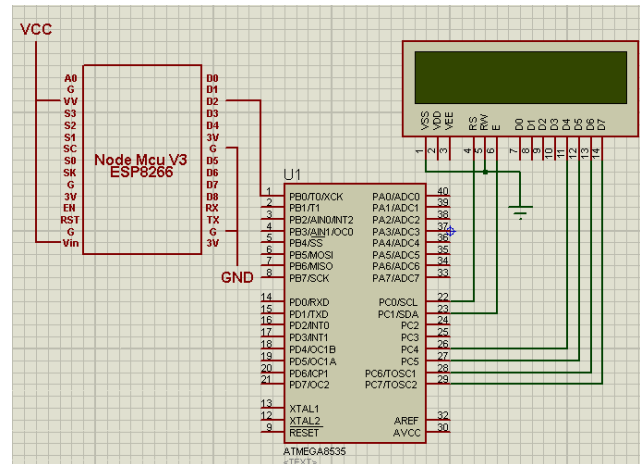 VCC
A0
G
VV
S3
S2
S1
SC
S0
SK
G
3V
EN
RST
G
Vin
Node Mcu V3
ESP8266
D0
D1
D2
D3
D4
3V
G
D5
D6
D7
D8
RX
TX
G
3V
GND
VSS
VDD
VEE
RS
RW
E
D0
D1
D2
D3
D4
D5
D6
D7
1
2
3
4
5
6
7
8
9
10
11
12
13
14
U1
1 PB0/T0/XCK PA0/ADC0 40
2 PB1/T1 PA1/ADC1 39
3 PB2/AIN0/INT2 PA2/ADC2 38
4 PB3/AIN1/OC0 PA3/ADC3 37
5 PB4/SS PA4/ADC4 36
6 PB5/MOSI PA5/ADC5 35
7 PB6/MISO PA6/ADC6 34
8 PB7/SCK PA7/ADC7 33
14 PD0/RXD PC0/SCL 22
15 PD1/TXD PC1/SDA 23
16 PD2/INT0 PC2 24
17 PD3/INT1 PC3 25
18 PD4/OC1B PC4 26
19 PD5/OC1A PC5 27
20 PD6/ICP1 PC6/TOSC1 28
21 PD7/OC2 PC7/TOSC2 29
13 XTAL1
12 XTAL2 AREF 32
9 RESET AVCC 30
ATMEGA8535
<TEXT>